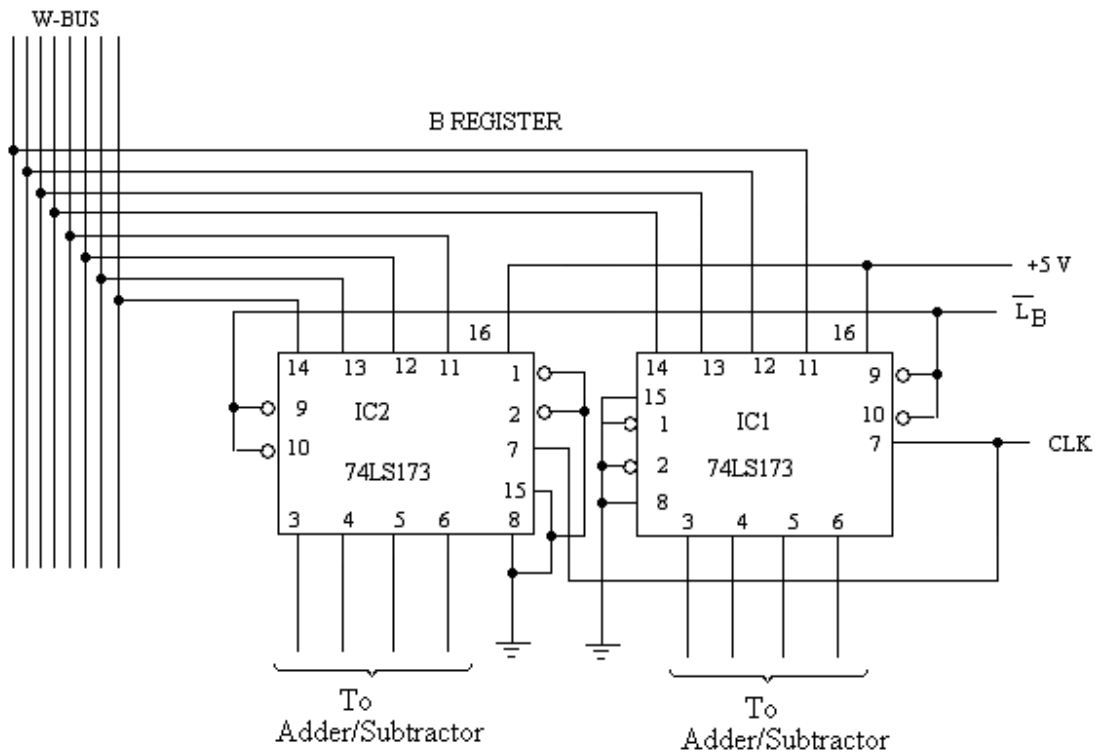 W-BUS
B REGISTER
+5 V
L̅B
16 16
14 13 12 11 1 14 13 12 11 9
9 IC2 2 15 1 IC1 10
10 74LS173 7 2 74LS173 7 CLK
15 8
3 4 5 6 8 3 4 5 6
To To
Adder/Subtractor Adder/Subtractor